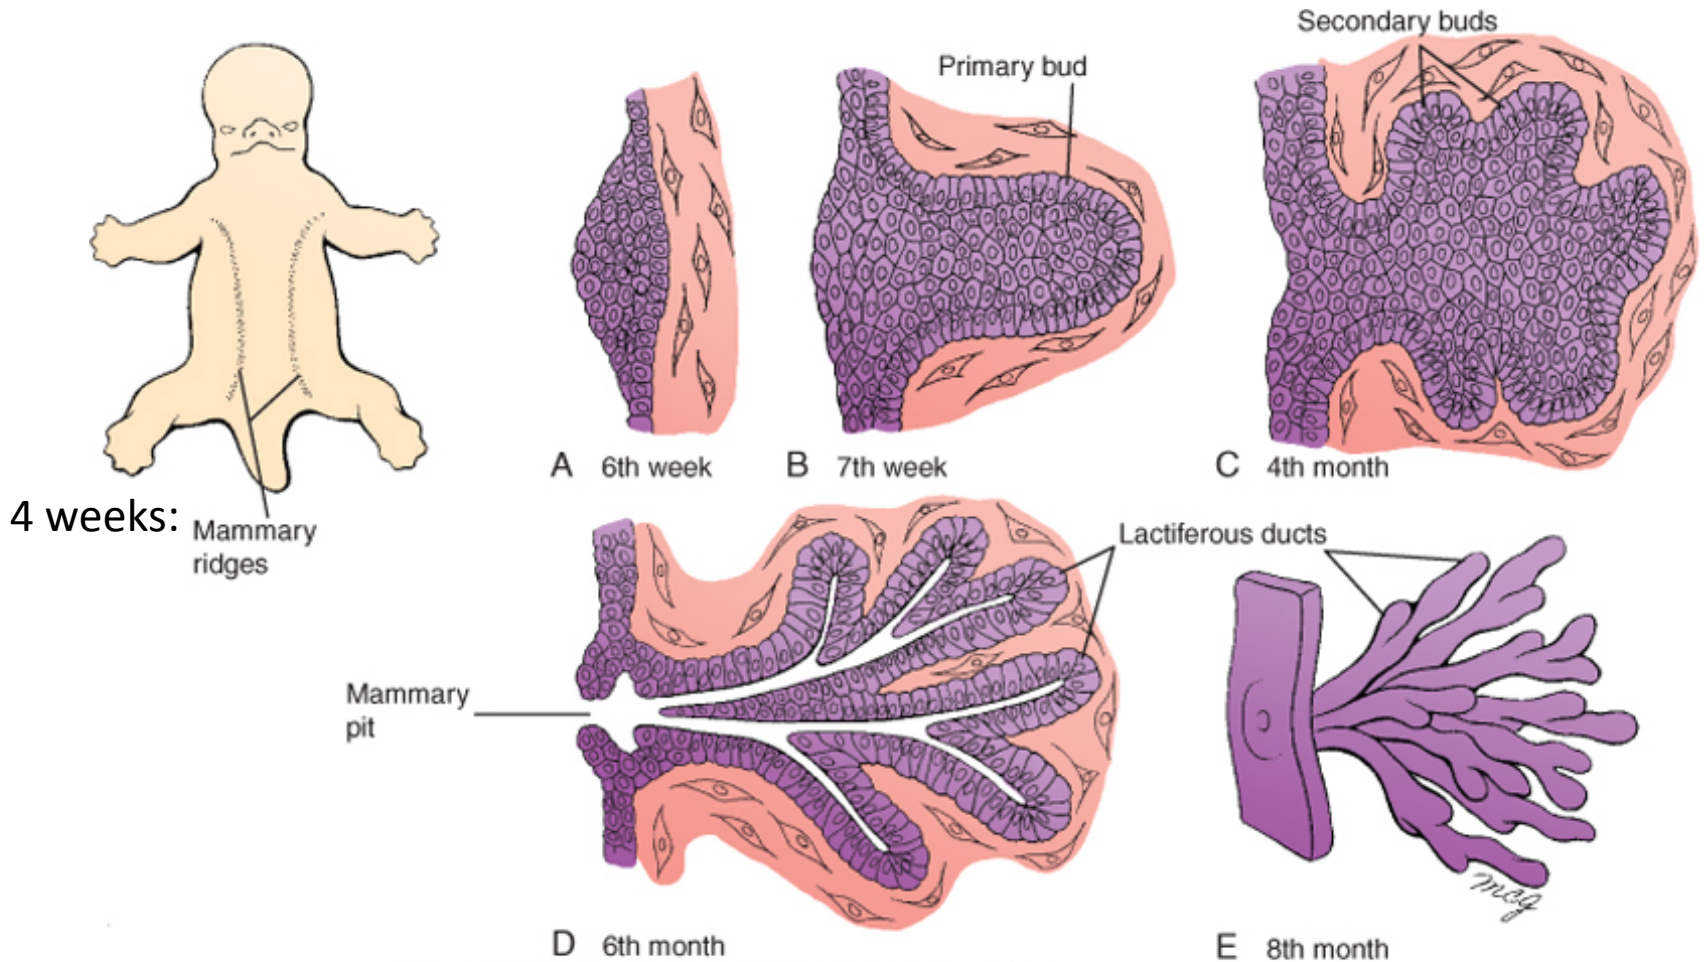 Secondary buds
Primary bud
A 6th week
B 7th week
C 4th month
4 weeks:
Mammary
ridges
Lactiferous ducts
Mammary
pit
D 6th month
E 8th month